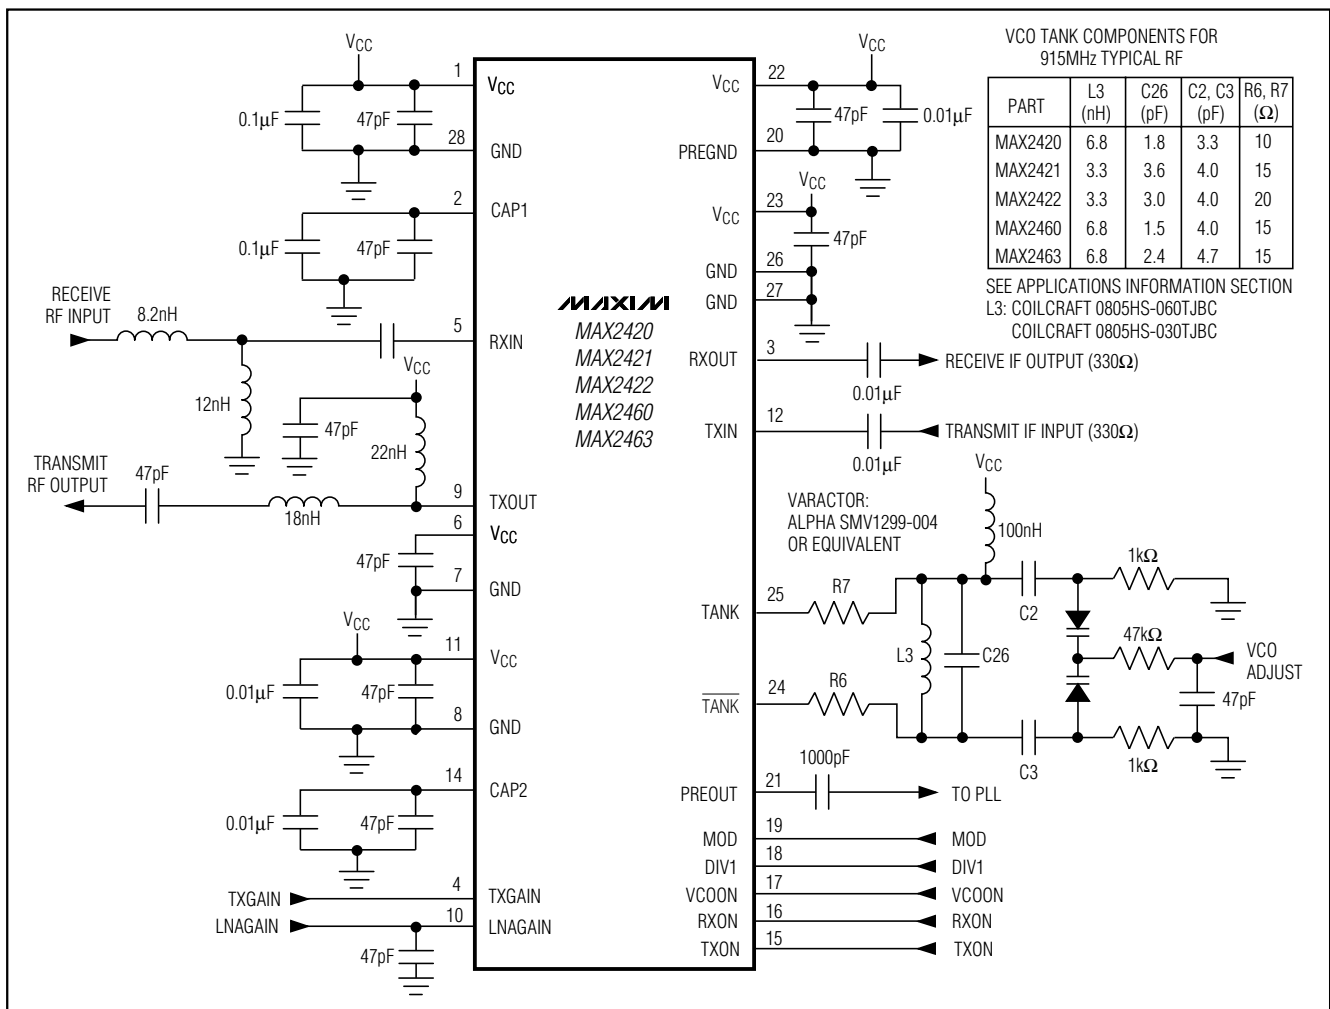 VCC
1
VCC
0.1µF
47pF
28
GND
2
CAP1
0.1µF
47pF
RECEIVE
RF INPUT
8.2nH
5
RXIN
VCC
12nH
47pF
22nH
TRANSMIT
RF OUTPUT
47pF
18nH
9
TXOUT
6
VCC
47pF
7
GND
VCC
11
VCC
0.01µF
47pF
8
GND
14
CAP2
0.01µF
47pF
TXGAIN
4
TXGAIN
LNAGAIN
10
LNAGAIN
47pF
MAXIM
MAX2420
MAX2421
MAX2422
MAX2460
MAX2463
VCC
22
VCC
47pF
0.01µF
20
PREGND
VCC
23
VCC
47pF
26
GND
27
GND
3
RXOUT
RECEIVE IF OUTPUT (330Ω)
0.01µF
12
TXIN
TRANSMIT IF INPUT (330Ω)
0.01µF
VCC
VARACTOR:
ALPHA SMV1299-004
OR EQUIVALENT
100nH
1kΩ
25
R7
C2
TANK
47kΩ
VCO
ADJUST
L3
C26
24
R6
TANK
47pF
C3
1kΩ
1000pF
21
PREOUT
TO PLL
19
MOD
MOD
18
DIV1
DIV1
17
VCOON
VCOON
16
RXON
RXON
15
TXON
TXON
VCO TANK COMPONENTS FOR
915MHz TYPICAL RF
PART L3 (nH) C26 (pF) C2, C3 (pF) R6, R7 (Ω)
MAX2420 6.8 1.8 3.3 10
MAX2421 3.3 3.6 4.0 15
MAX2422 3.3 3.0 4.0 20
MAX2460 6.8 1.5 4.0 15
MAX2463 6.8 2.4 4.7 15
SEE APPLICATIONS INFORMATION SECTION
L3: COILCRAFT 0805HS-060TJBC
COILCRAFT 0805HS-030TJBC